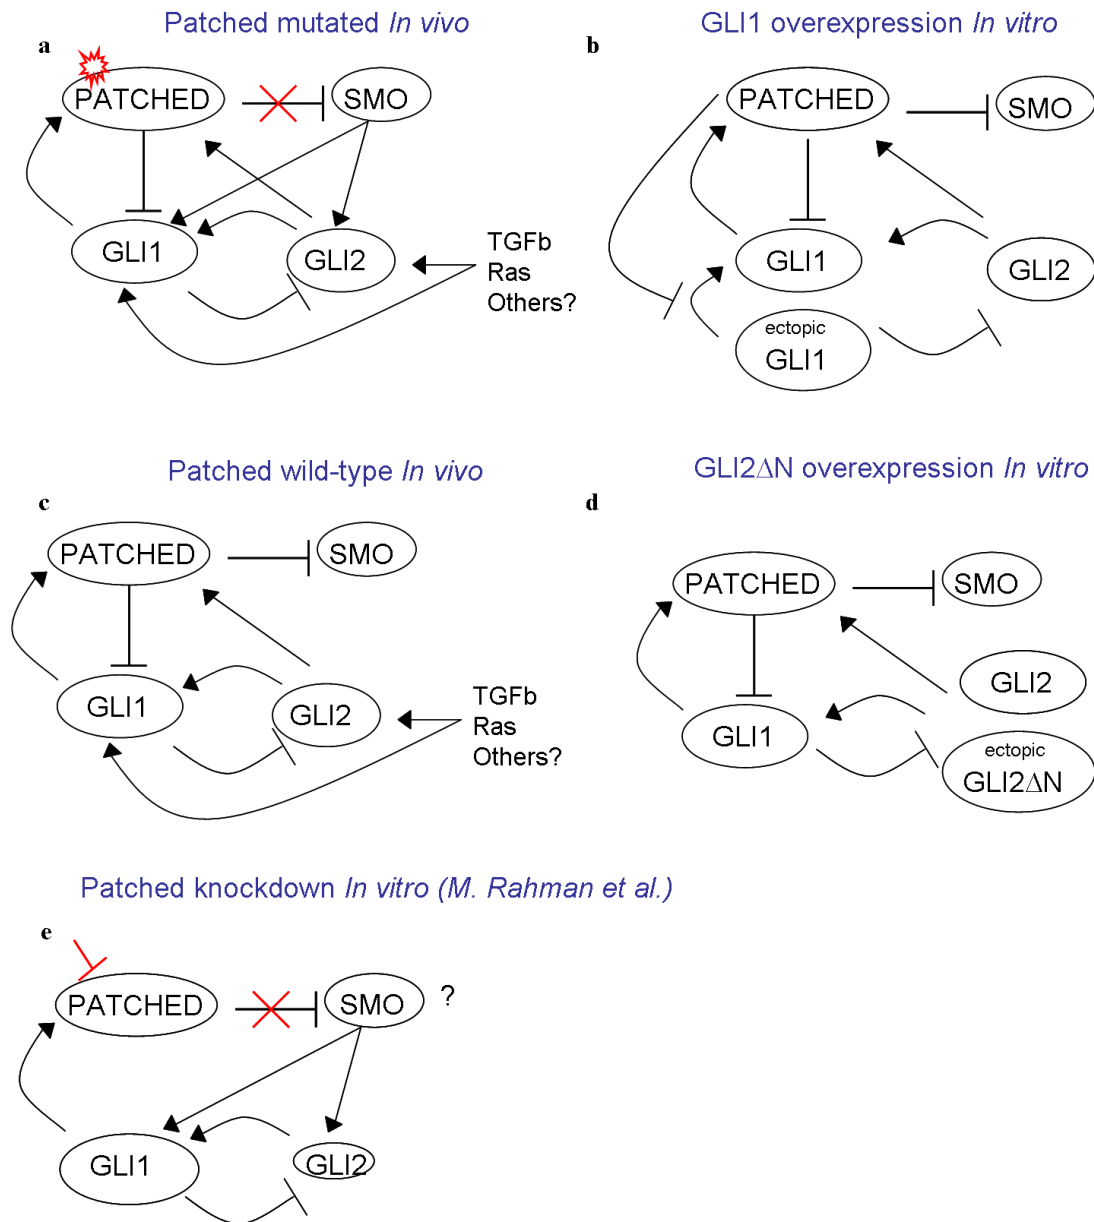 Patched mutated In vivo
a
PATCHED
SMO
GLI1
GLI2
TGFb
Ras
Others?
GLI1 overexpression In vitro
b
PATCHED
SMO
GLI1
GLI2
ectopic
GLI1
Patched wild-type In vivo
c
PATCHED
SMO
GLI1
GLI2
TGFb
Ras
Others?
GLI2ΔN overexpression In vitro
d
PATCHED
SMO
GLI2
GLI1
ectopic
GLI2ΔN
Patched knockdown In vitro (M. Rahman et al.)
e
PATCHED
SMO
?
GLI1
GLI2